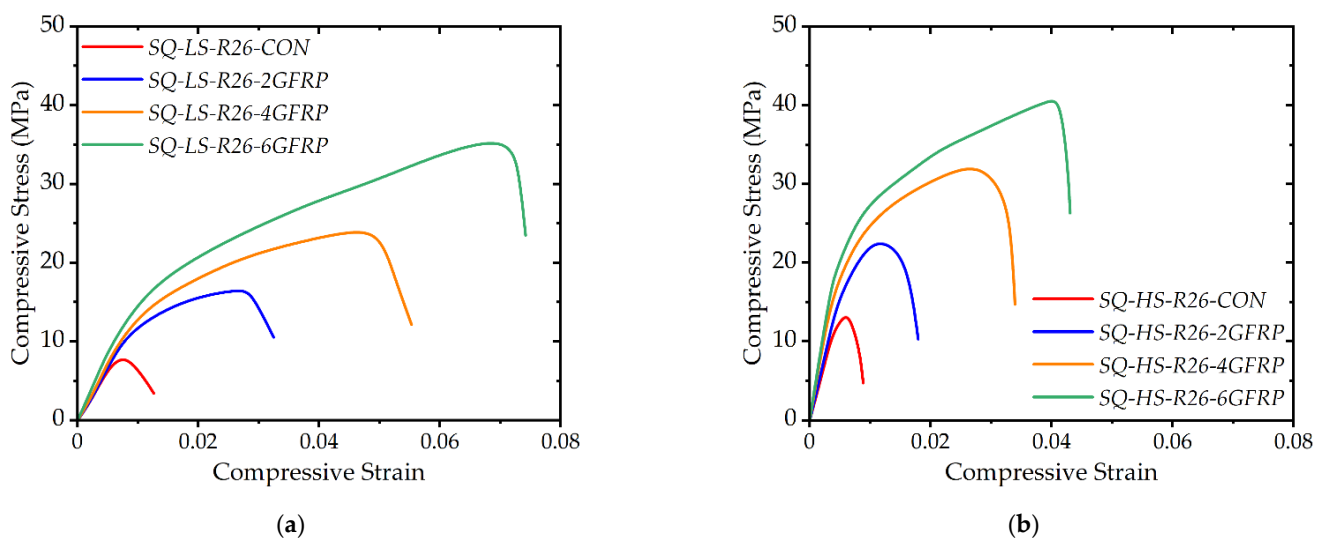 50
40
30
20
10
0
Compressive Stress (MPa)
SQ-LS-R26-CON
SQ-LS-R26-2GFRP
SQ-LS-R26-4GFRP
SQ-LS-R26-6GFRP
0
0.02
0.04
0.06
0.08
Compressive Strain
(a)
50
40
30
20
10
0
Compressive Stress (MPa)
SQ-HS-R26-CON
SQ-HS-R26-2GFRP
SQ-HS-R26-4GFRP
SQ-HS-R26-6GFRP
0
0.02
0.04
0.06
0.08
Compressive Strain
(b)